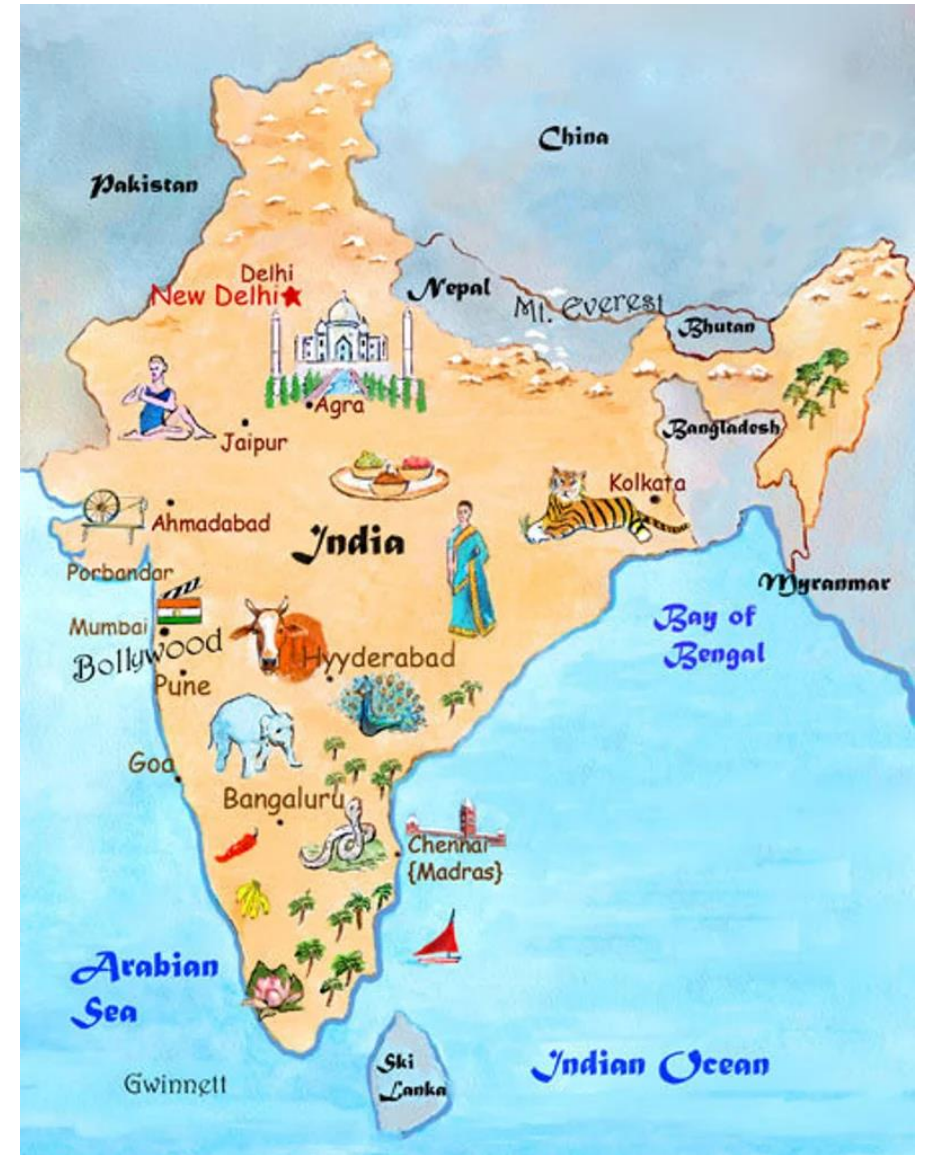 China
Pakistan
Delhi
New Delhi
Nepal
Mt. Everest
Bhutan
Agra
Bangladesh
Jaipur
Kolkata
Ahmadabad
India
Porbandar
Myranmar
Mumbai
Bay of
Bengal
Bollywood
Hyyderabad
Pune
Goa
Bangaluru
Chennai
{Madras}
Arabian
Sea
Ski
Lanka
Indian Ocean
Gwinnett